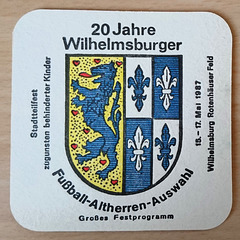 20 Jahre
Wilhelmsburger
Stadtteilfest
zugunsten behinderter Kinder
15. – 17. Mai 1987
Wilhelmsburg Rotenhäuser Feld
Fußball-Altherren-Auswahl
Großes Festprogramm